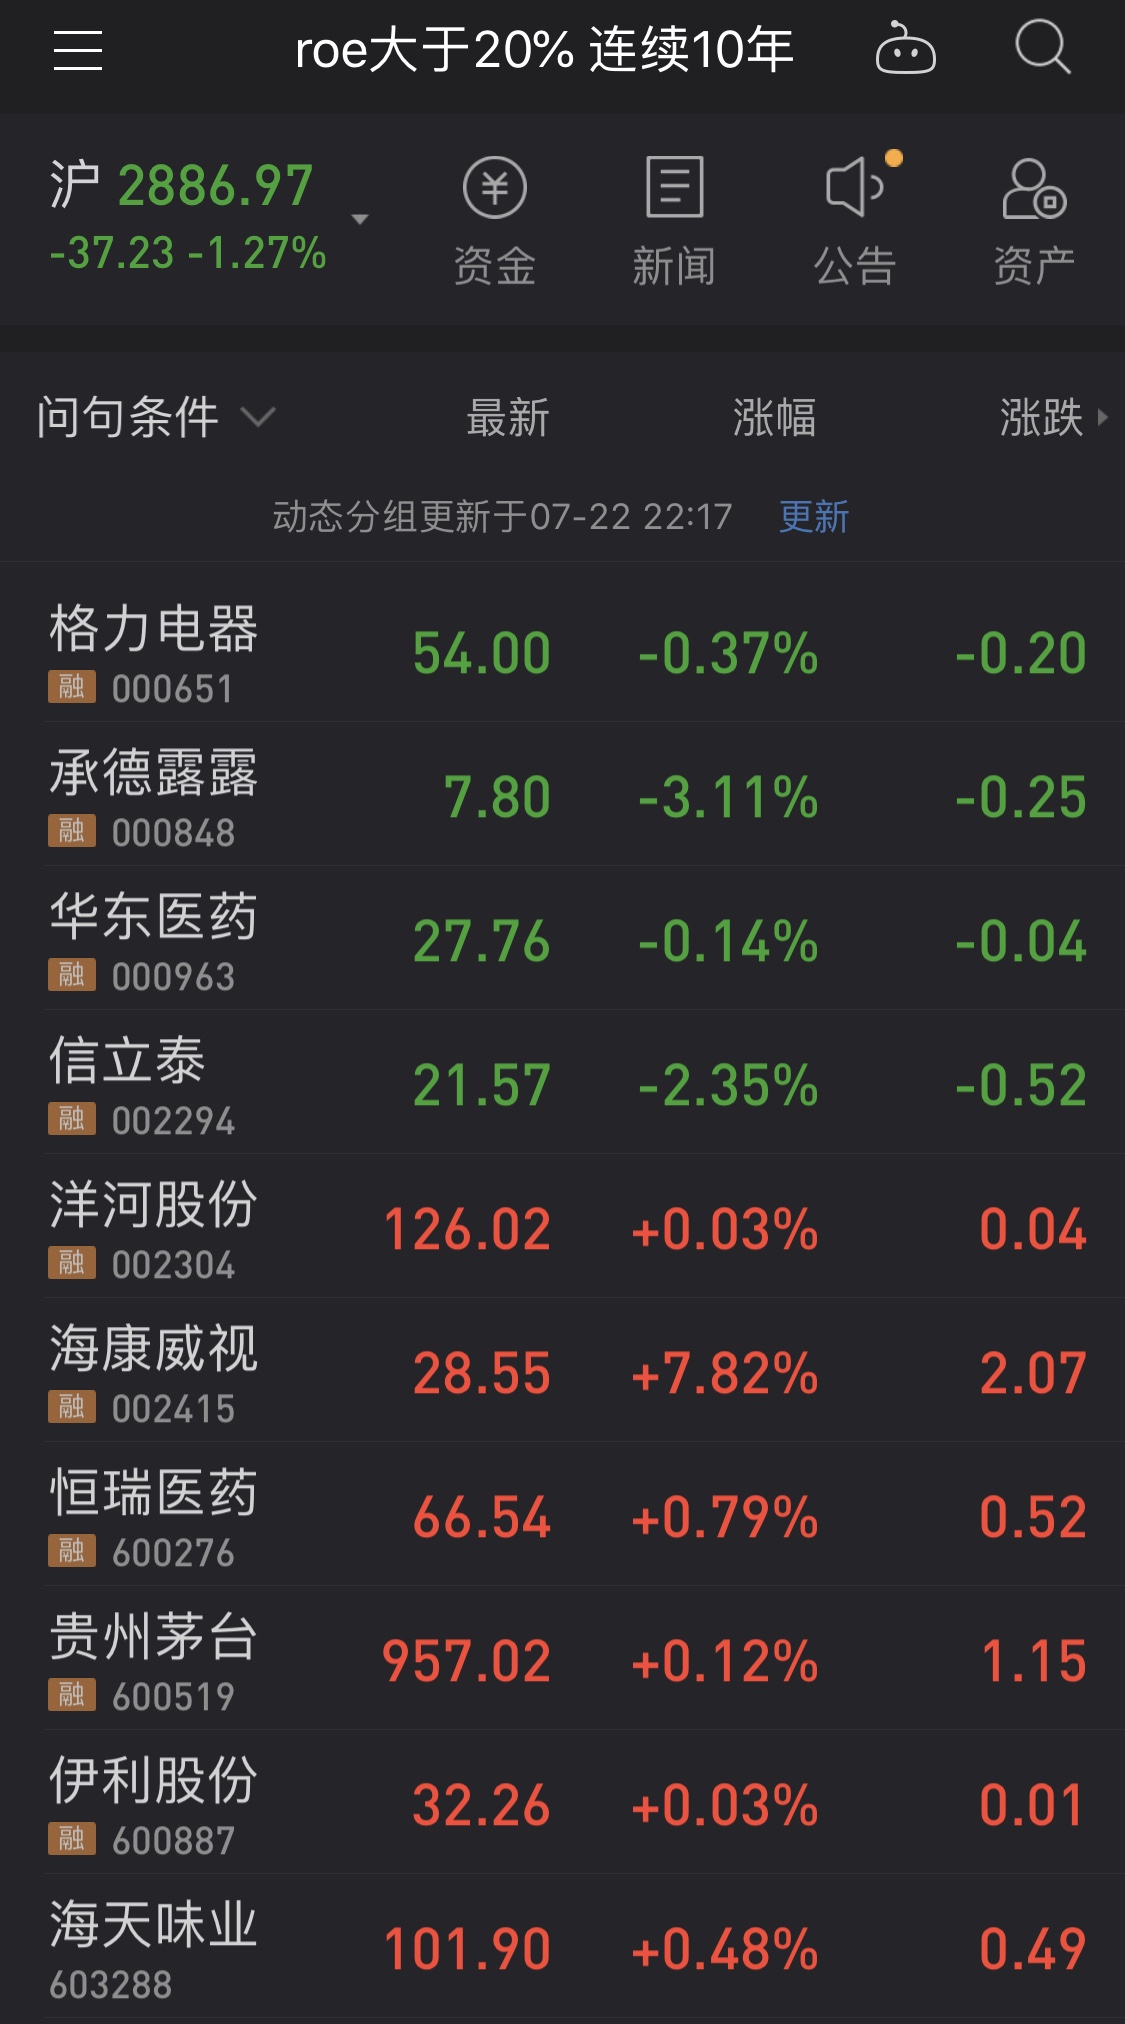 roe大于20% 连续10年
沪 2886.97
-37.23 -1.27%
资金 新闻 公告 资产
问句条件 最新 涨幅 涨跌
动态分组更新于07-22 22:17 更新
格力电器 54.00 -0.37% -0.20
融 000651
承德露露 7.80 -3.11% -0.25
融 000848
华东医药 27.76 -0.14% -0.04
融 000963
信立泰 21.57 -2.35% -0.52
融 002294
洋河股份 126.02 +0.03% 0.04
融 002304
海康威视 28.55 +7.82% 2.07
融 002415
恒瑞医药 66.54 +0.79% 0.52
融 600276
贵州茅台 957.02 +0.12% 1.15
融 600519
伊利股份 32.26 +0.03% 0.01
融 600887
海天味业 101.90 +0.48% 0.49
603288